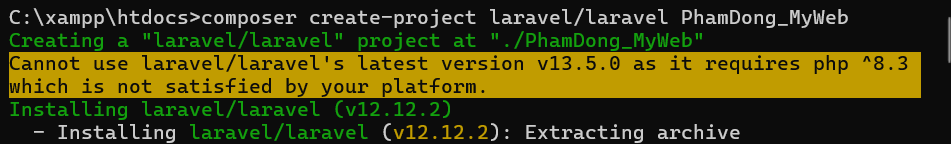 C:\xampp\htdocs>composer create-project laravel/laravel PhamDong_MyWeb
Creating a "laravel/laravel" project at "./PhamDong_MyWeb"
Cannot use laravel/laravel's latest version v13.5.0 as it requires php ^8.3
which is not satisfied by your platform.
Installing laravel/laravel (v12.12.2)
  - Installing laravel/laravel (v12.12.2): Extracting archive